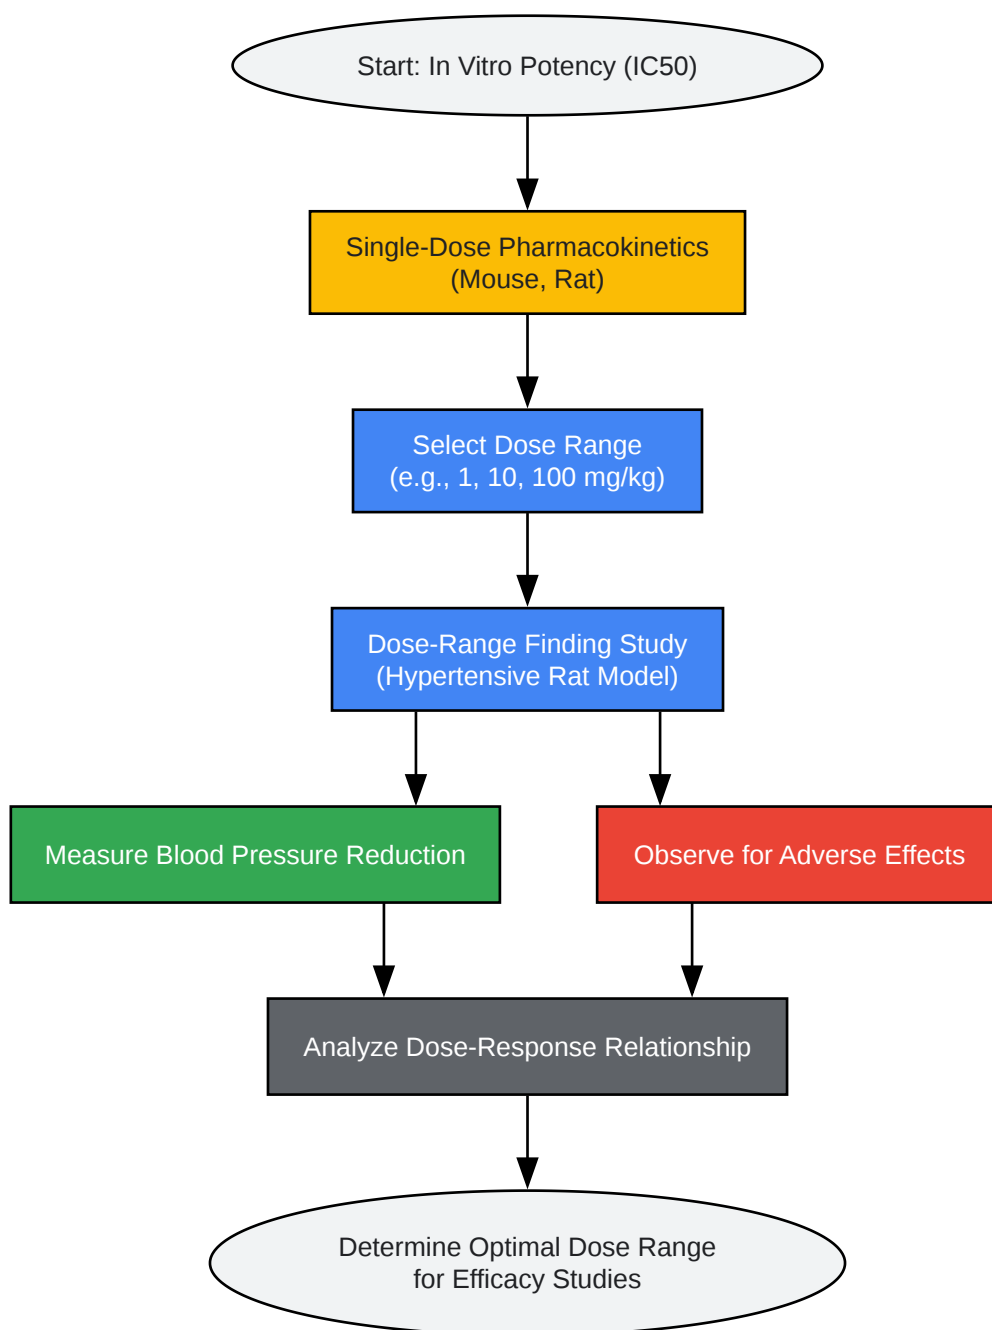 Start: In Vitro Potency (IC50)
Single-Dose Pharmacokinetics
(Mouse, Rat)
Select Dose Range
(e.g., 1, 10, 100 mg/kg)
Dose-Range Finding Study
(Hypertensive Rat Model)
Measure Blood Pressure Reduction
Observe for Adverse Effects
Analyze Dose-Response Relationship
Determine Optimal Dose Range
for Efficacy Studies